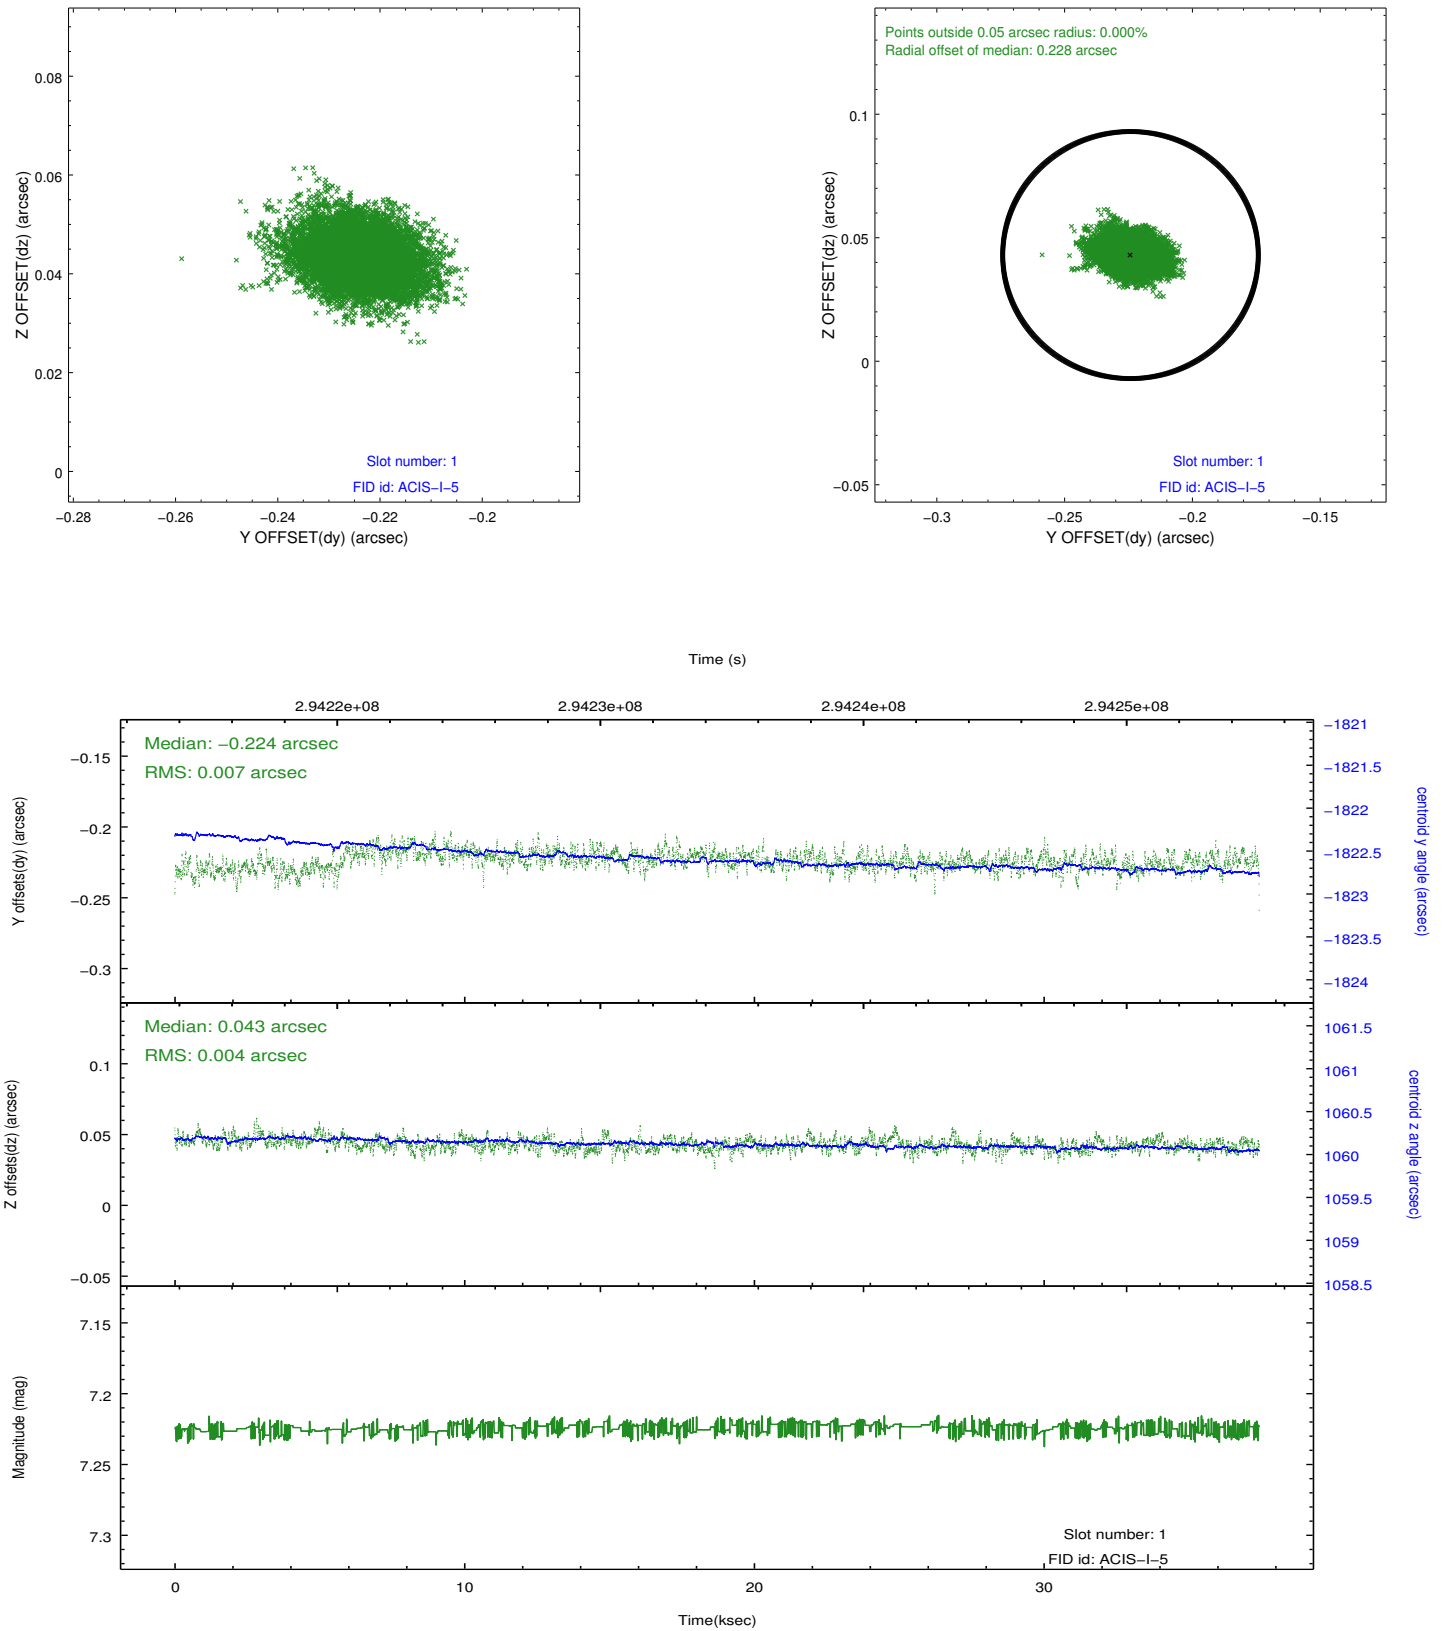 0.08
0.06
0.04
0.02
0
Z OFFSET(dz) (arcsec)
Slot number: 1
FID id: ACIS−I−5
−0.28 −0.26 −0.24 −0.22 −0.2
Y OFFSET(dy) (arcsec)
Points outside 0.05 arcsec radius: 0.000%
Radial offset of median: 0.228 arcsec
0.1
0.05
0
−0.05
Z OFFSET(dz) (arcsec)
Slot number: 1
FID id: ACIS−I−5
−0.3 −0.25 −0.2 −0.15
Y OFFSET(dy) (arcsec)
Time (s)
2.9422e+08 2.9423e+08 2.9424e+08 2.9425e+08
Median: −0.224 arcsec
RMS: 0.007 arcsec
−0.15
−0.2
−0.25
−0.3
Y offsets(dy) (arcsec)
−1821
−1821.5
−1822
−1822.5
−1823
−1823.5
−1824
centroid y angle (arcsec)
Median: 0.043 arcsec
RMS: 0.004 arcsec
0.1
0.05
0
−0.05
Z offsets(dz) (arcsec)
1061.5
1061
1060.5
1060
1059.5
1059
1058.5
centroid z angle (arcsec)
7.15
7.2
7.25
7.3
Magnitude (mag)
Slot number: 1
FID id: ACIS−I−5
0 10 20 30
Time(ksec)